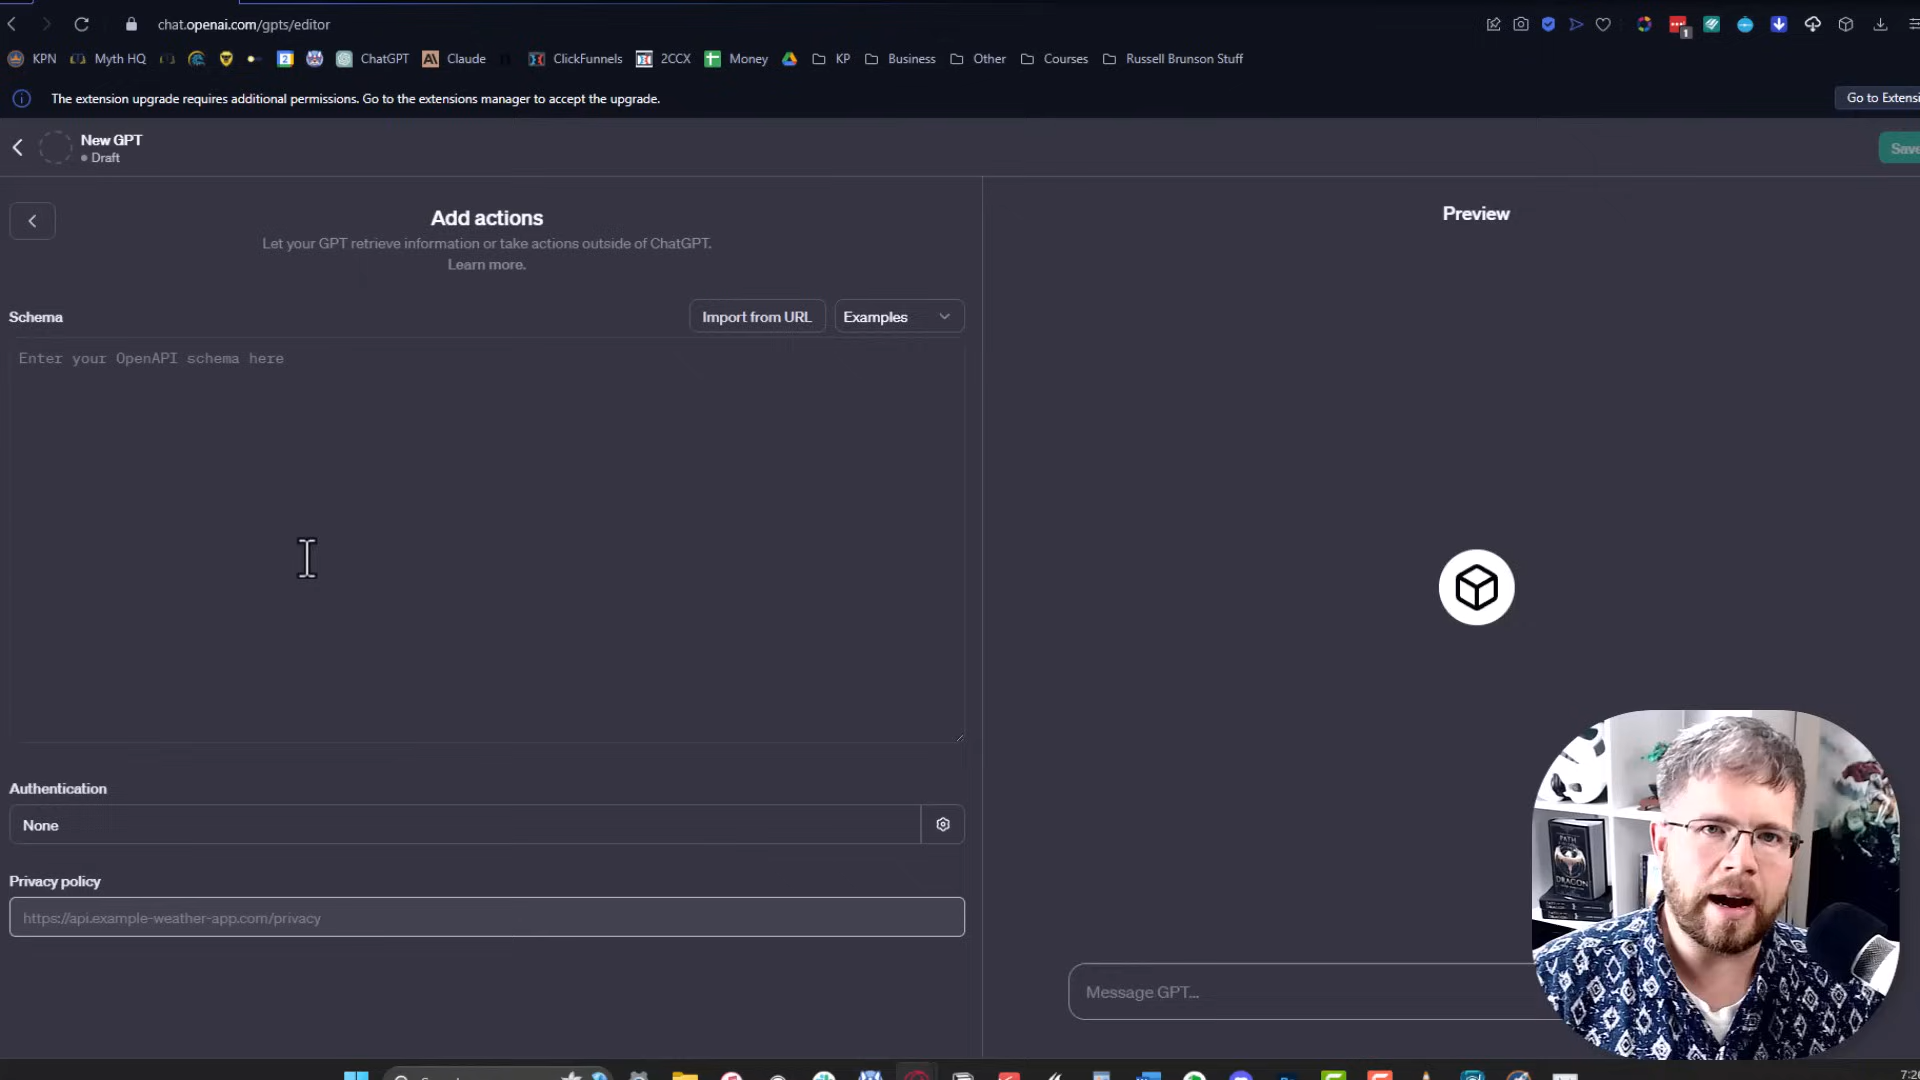 chat.openai.com/gpts/editor
KPN Myth HQ 2 ChatGPT Claude ClickFunnels 2CCX Money KP Business Other Courses Russell Brunson Stuff
The extension upgrade requires additional permissions. Go to the extensions manager to accept the upgrade.
Go to Extensi
New GPT
Draft
Save
Add actions
Let your GPT retrieve information or take actions outside of ChatGPT.
Learn more.
Preview
Schema
Import from URL
Examples
Enter your OpenAPI schema here
Authentication
None
Privacy policy
https://api.example-weather-app.com/privacy
Message GPT...
PATH
DRAGON